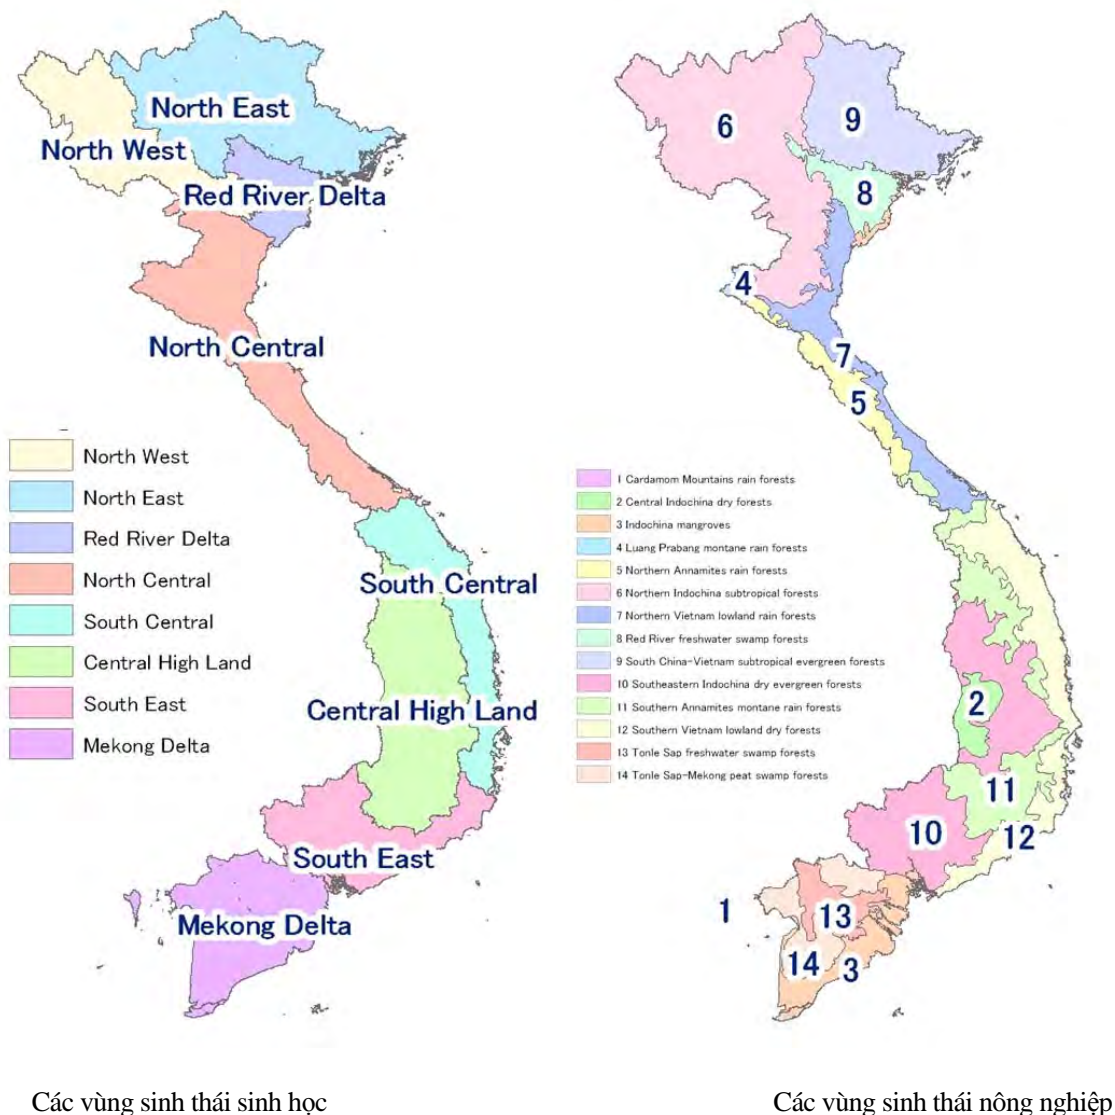 North East
North West
Red River Delta
North Central
South Central
Central High Land
South East
Mekong Delta
North West
North East
Red River Delta
North Central
South Central
Central High Land
South East
Mekong Delta
6
9
8
4
7
5
2
11
10
12
1
13
14
3
1 Cardamom Mountains rain forests
2 Central Indochina dry forests
3 Indochina mangroves
4 Luang Prabang montane rain forests
5 Northern Annamites rain forests
6 Northern Indochina subtropical forests
7 Northern Vietnam lowland rain forests
8 Red River freshwater swamp forests
9 South China-Vietnam subtropical evergreen forests
10 Southeastern Indochina dry evergreen forests
11 Southern Annamites montane rain forests
12 Southern Vietnam lowland dry forests
13 Tonle Sap freshwater swamp forests
14 Tonle Sap-Mekong peat swamp forests
Các vùng sinh thái sinh học
Các vùng sinh thái nông nghiệp